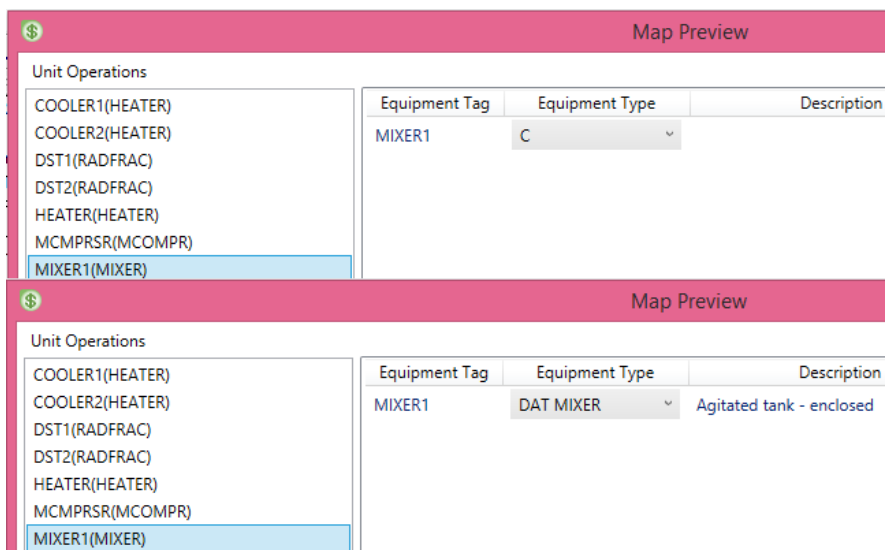 Map Preview
Unit Operations
COOLER1(HEATER)
COOLER2(HEATER)
DST1(RADFRAC)
DST2(RADFRAC)
HEATER(HEATER)
MCMPRSR(MCOMPR)
MIXER1(MIXER)
Equipment Tag Equipment Type Description
MIXER1 C
Map Preview
Unit Operations
COOLER1(HEATER)
COOLER2(HEATER)
DST1(RADFRAC)
DST2(RADFRAC)
HEATER(HEATER)
MCMPRSR(MCOMPR)
MIXER1(MIXER)
Equipment Tag Equipment Type Description
MIXER1 DAT MIXER Agitated tank - enclosed